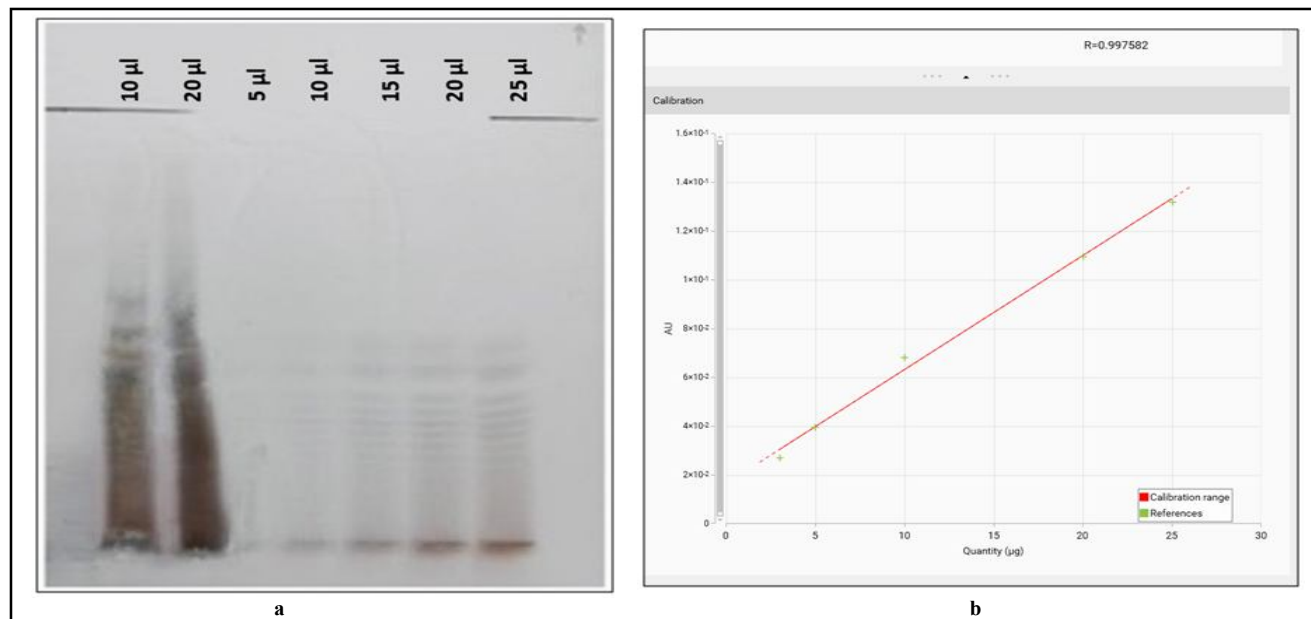 10 µl
20 µl
5 µl
10 µl
15 µl
20 µl
25 µl
R=0.997582
Calibration
1.6×10-1
1.4×10-1
1.2×10-1
1×10-1
8×10-2
6×10-2
4×10-2
2×10-2
0
AU
0 5 10 15 20 25 30
Quantity (µg)
Calibration range
References
a b